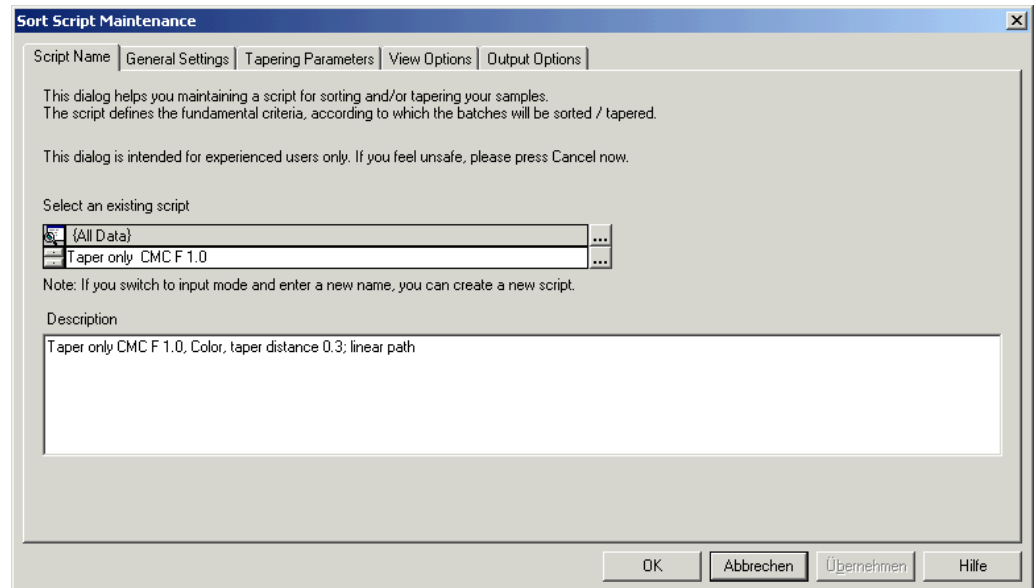 Sort Script Maintenance
Script Name General Settings Tapering Parameters View Options Output Options
This dialog helps you maintaining a script for sorting and/or tapering your samples.
The script defines the fundamental criteria, according to which the batches will be sorted / tapered.
This dialog is intended for experienced users only. If you feel unsafe, please press Cancel now.
Select an existing script
{All Data} ...
Taper only CMC F 1.0 ...
Note: If you switch to input mode and enter a new name, you can create a new script.
Description
Taper only CMC F 1.0, Color, taper distance 0.3; linear path
OK Abbrechen Übernehmen Hilfe